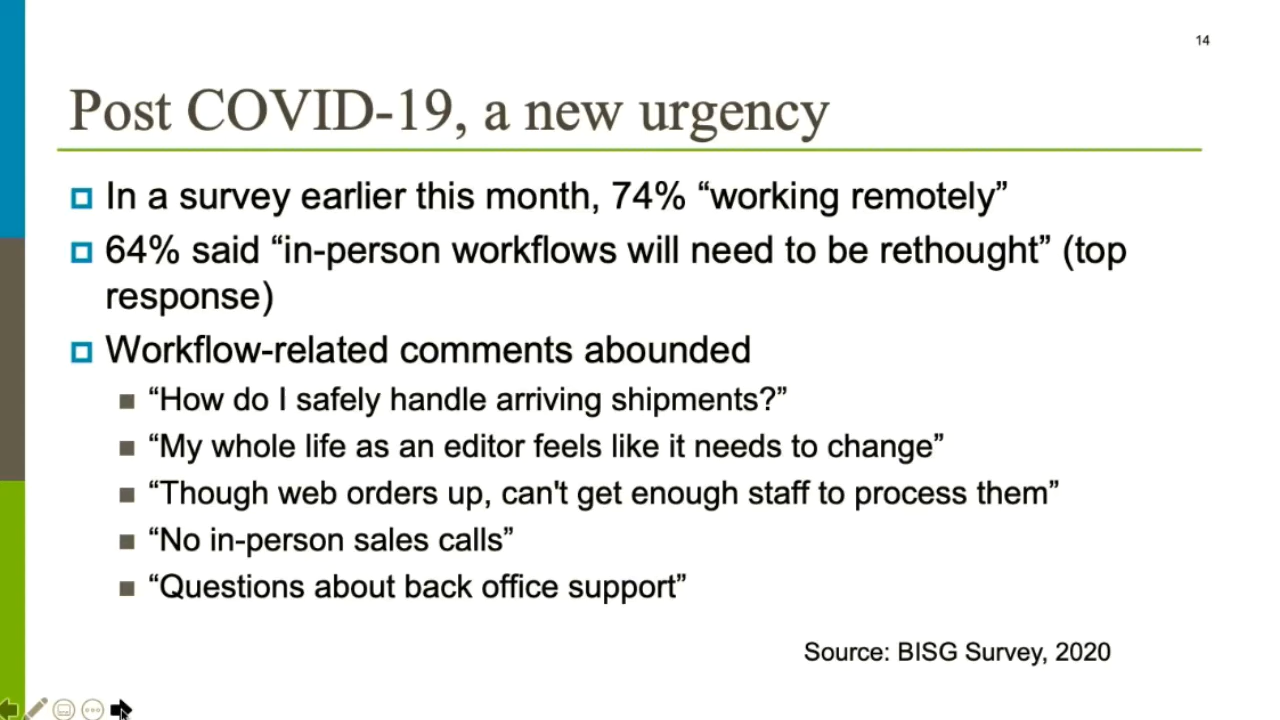 14
Post COVID-19, a new urgency
In a survey earlier this month, 74% “working remotely”
64% said “in-person workflows will need to be rethought” (top
response)
Workflow-related comments abounded
“How do I safely handle arriving shipments?”
“My whole life as an editor feels like it needs to change”
“Though web orders up, can't get enough staff to process them”
“No in-person sales calls”
“Questions about back office support”
Source: BISG Survey, 2020